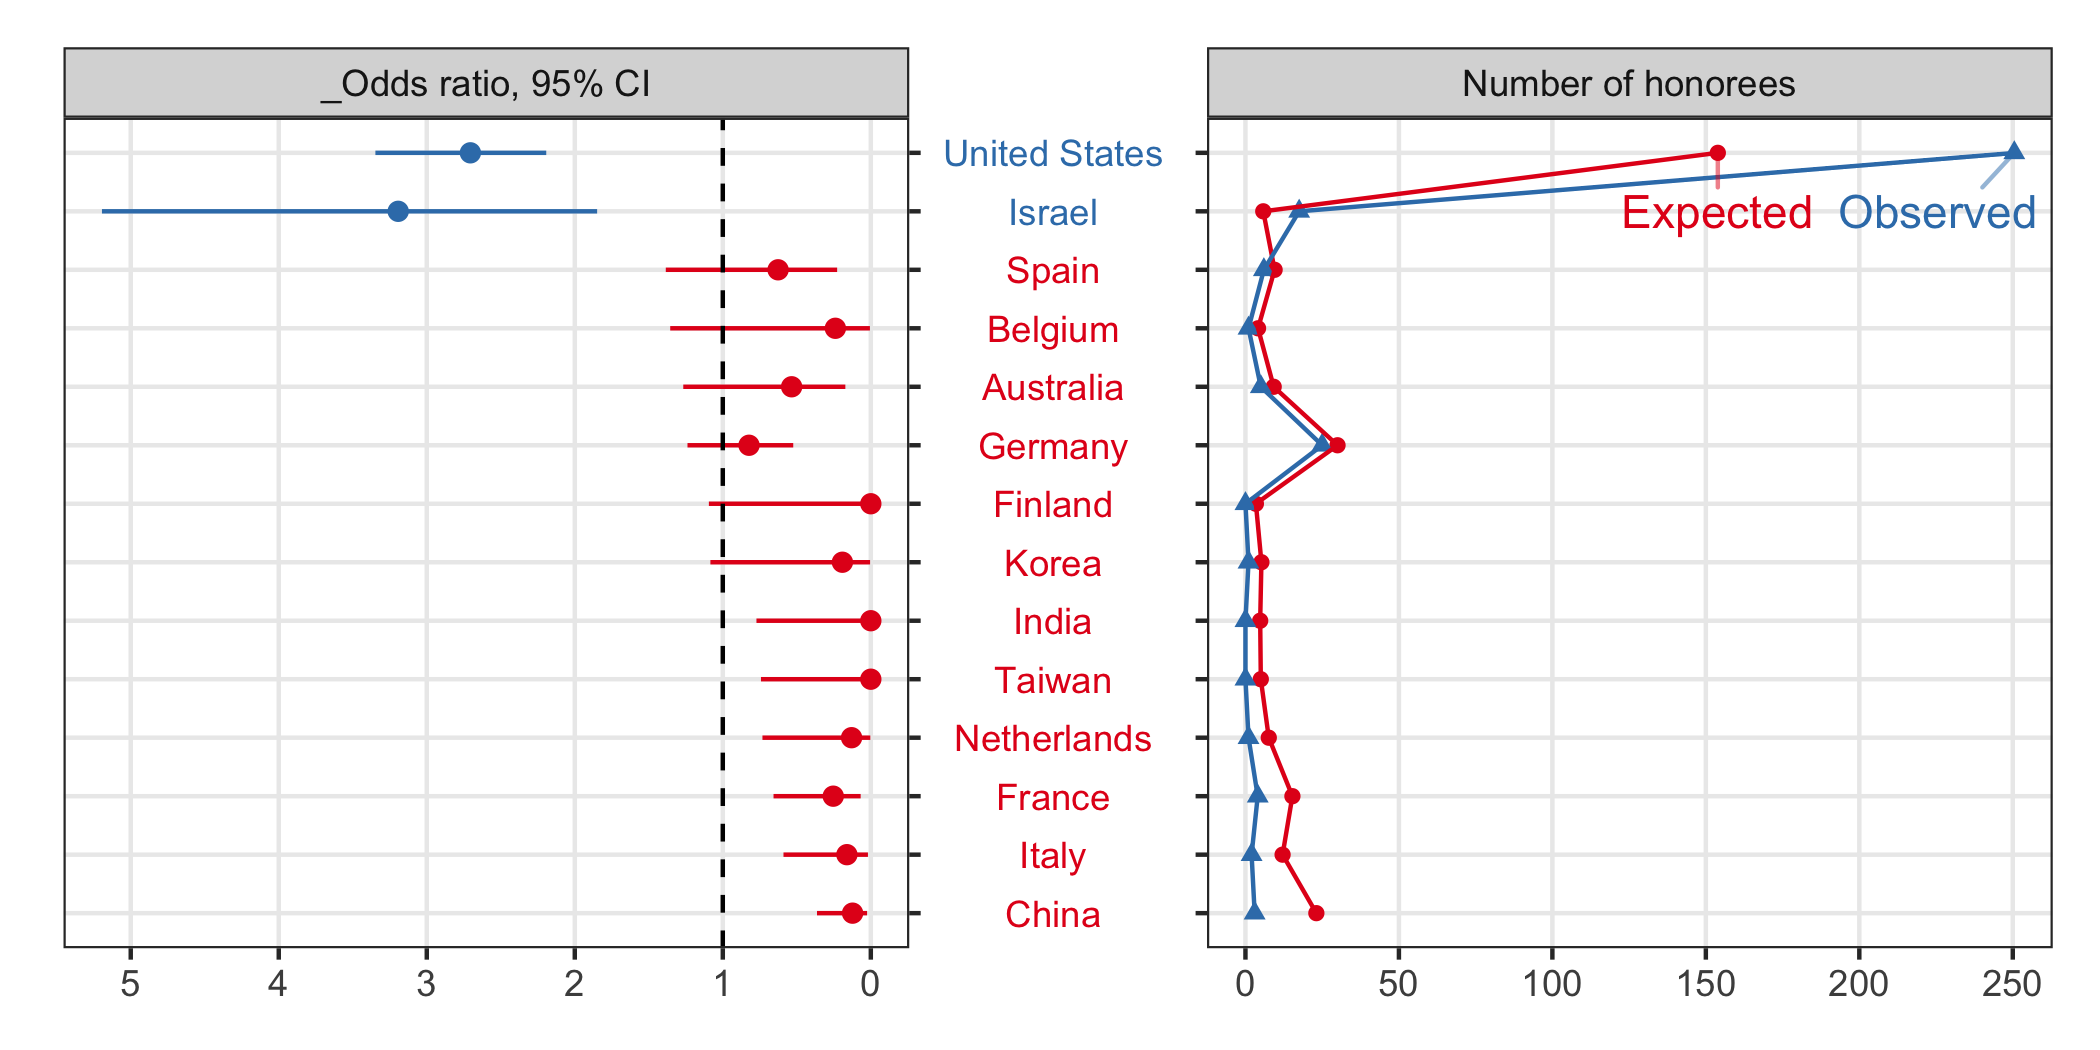 _Odds ratio, 95% CI
Number of honorees
United States
Israel
Spain
Belgium
Australia
Germany
Finland
Korea
India
Taiwan
Netherlands
France
Italy
China
Expected
Observed
5 4 3 2 1 0
0 50 100 150 200 250